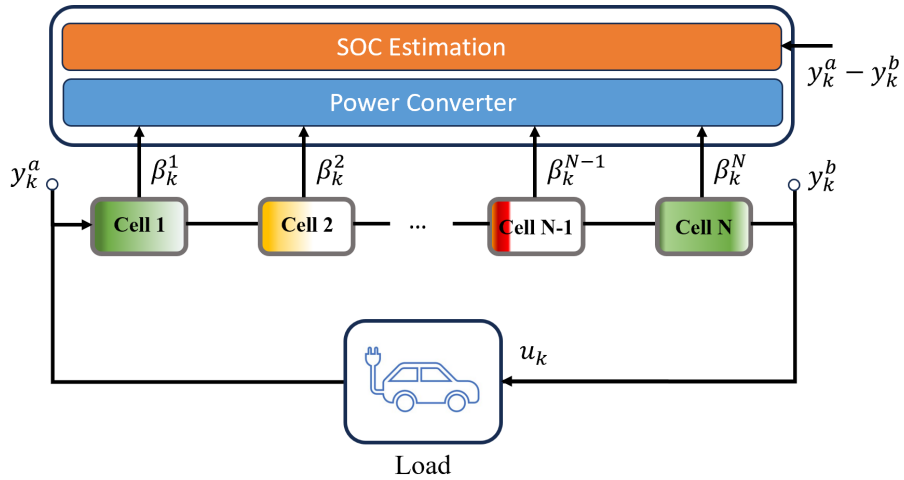 SOC Estimation
y_k^a − y_k^b
Power Converter
y_k^a
β_k^1
β_k^2
β_k^{N−1}
β_k^N
y_k^b
Cell 1
Cell 2
...
Cell N-1
Cell N
u_k
Load